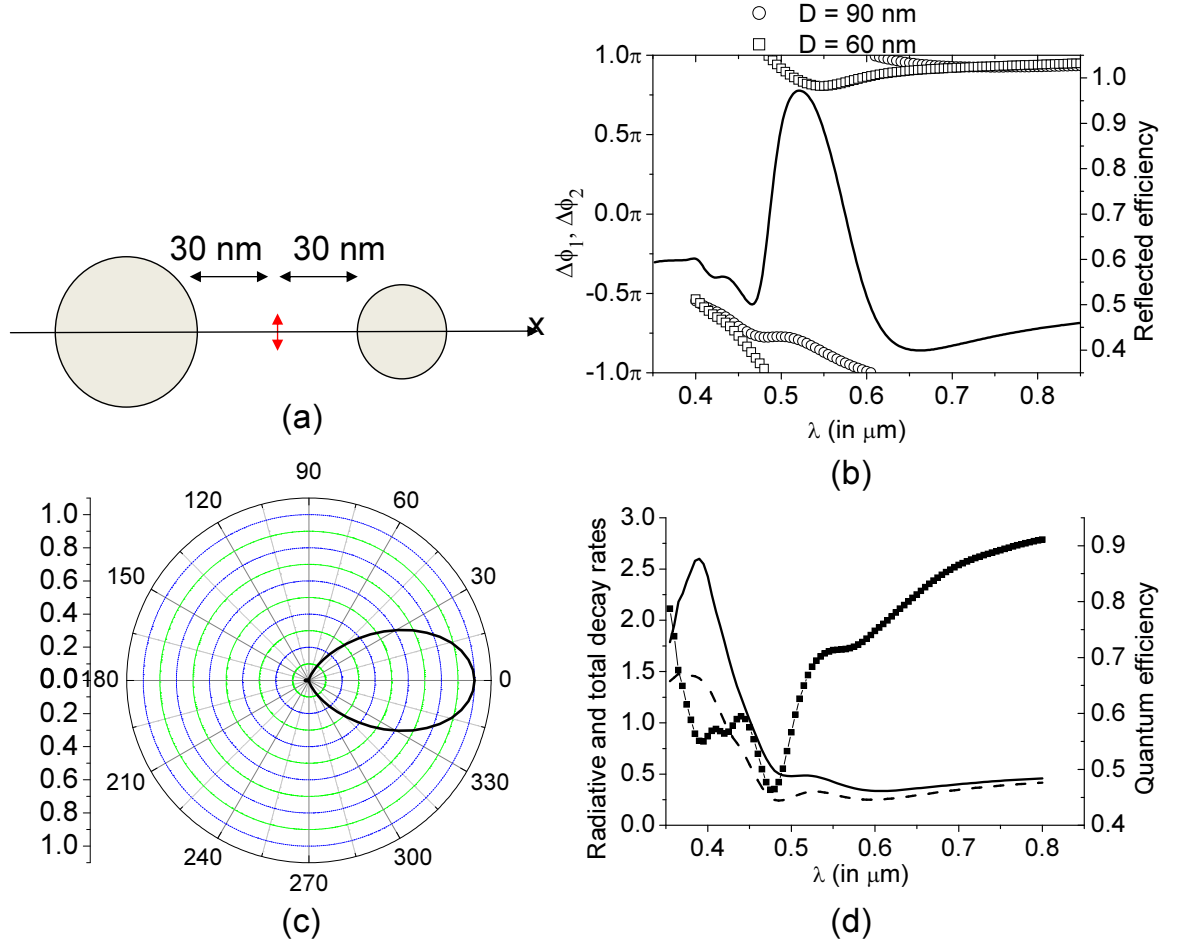 30 nm 30 nm
x
(a)
D = 90 nm
D = 60 nm
1.0π
0.5π
0.0π
-0.5π
-1.0π
Δϕ1, Δϕ2
1.0
0.9
0.8
0.7
0.6
0.5
0.4
Reflected efficiency
0.4 0.5 0.6 0.7 0.8
λ (in μm)
(b)
1.0
0.8
0.6
0.4
0.2
0.0
0.2
0.4
0.6
0.8
1.0
90
120 60
150 30
180 0
210 330
240 300
270
(c)
3.0
2.5
2.0
1.5
1.0
0.5
0.0
Radiative and total decay rates
0.9
0.8
0.7
0.6
0.5
0.4
Quantum efficiency
0.4 0.5 0.6 0.7 0.8
λ (in μm)
(d)